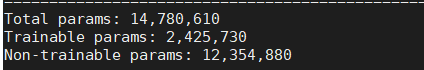 Total params: 14,780,610
Trainable params: 2,425,730
Non-trainable params: 12,354,880